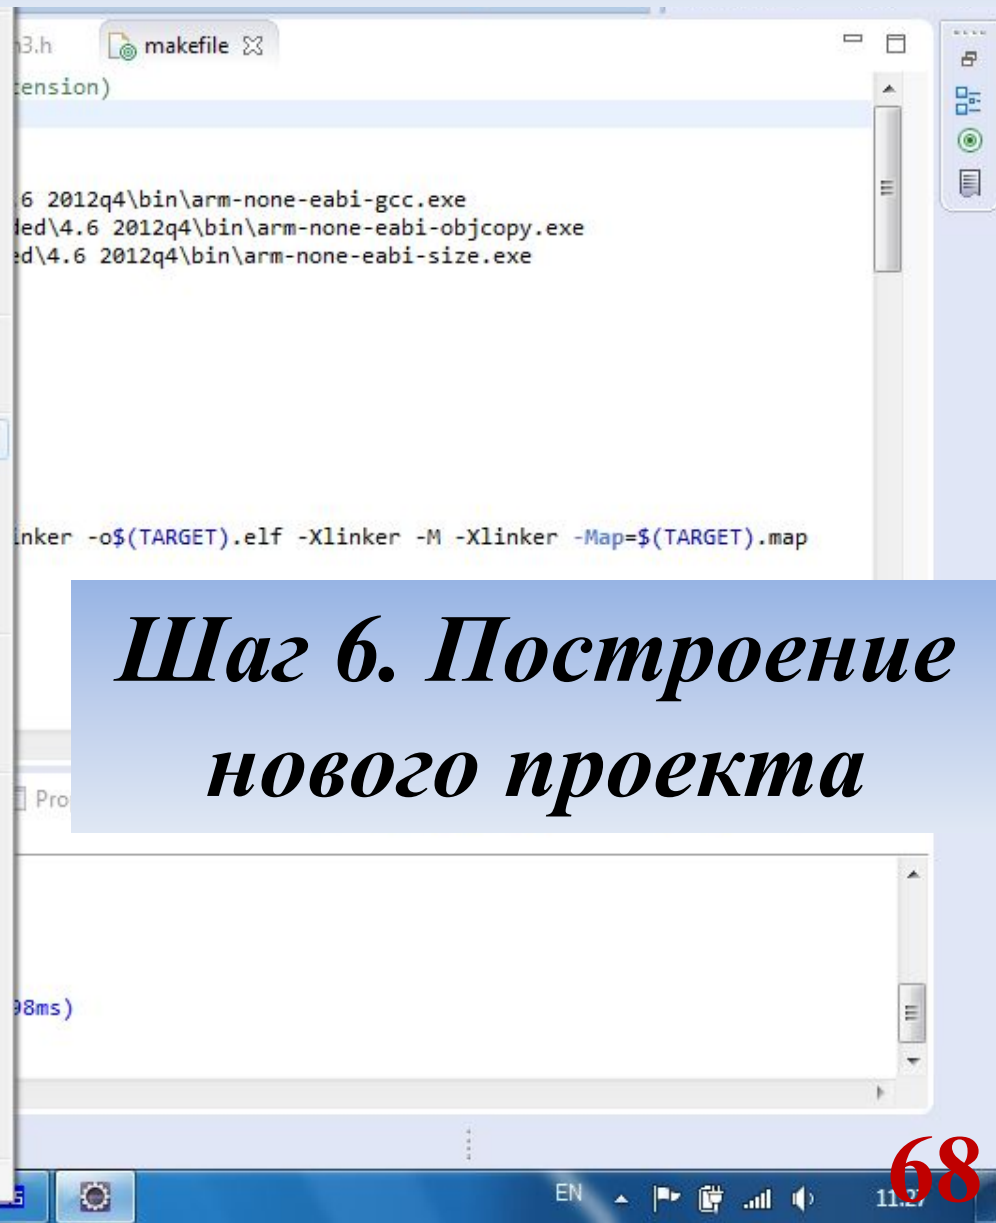 makefile
.6 2012q4\bin\arm-none-eabi-gcc.exe
ded\4.6 2012q4\bin\arm-none-eabi-objcopy.exe
ed\4.6 2012q4\bin\arm-none-eabi-size.exe
inker -o$(TARGET).elf -Xlinker -M -Xlinker -Map=$(TARGET).map
Шаг 6. Построение
нового проекта
Pro
98ms)
EN
68